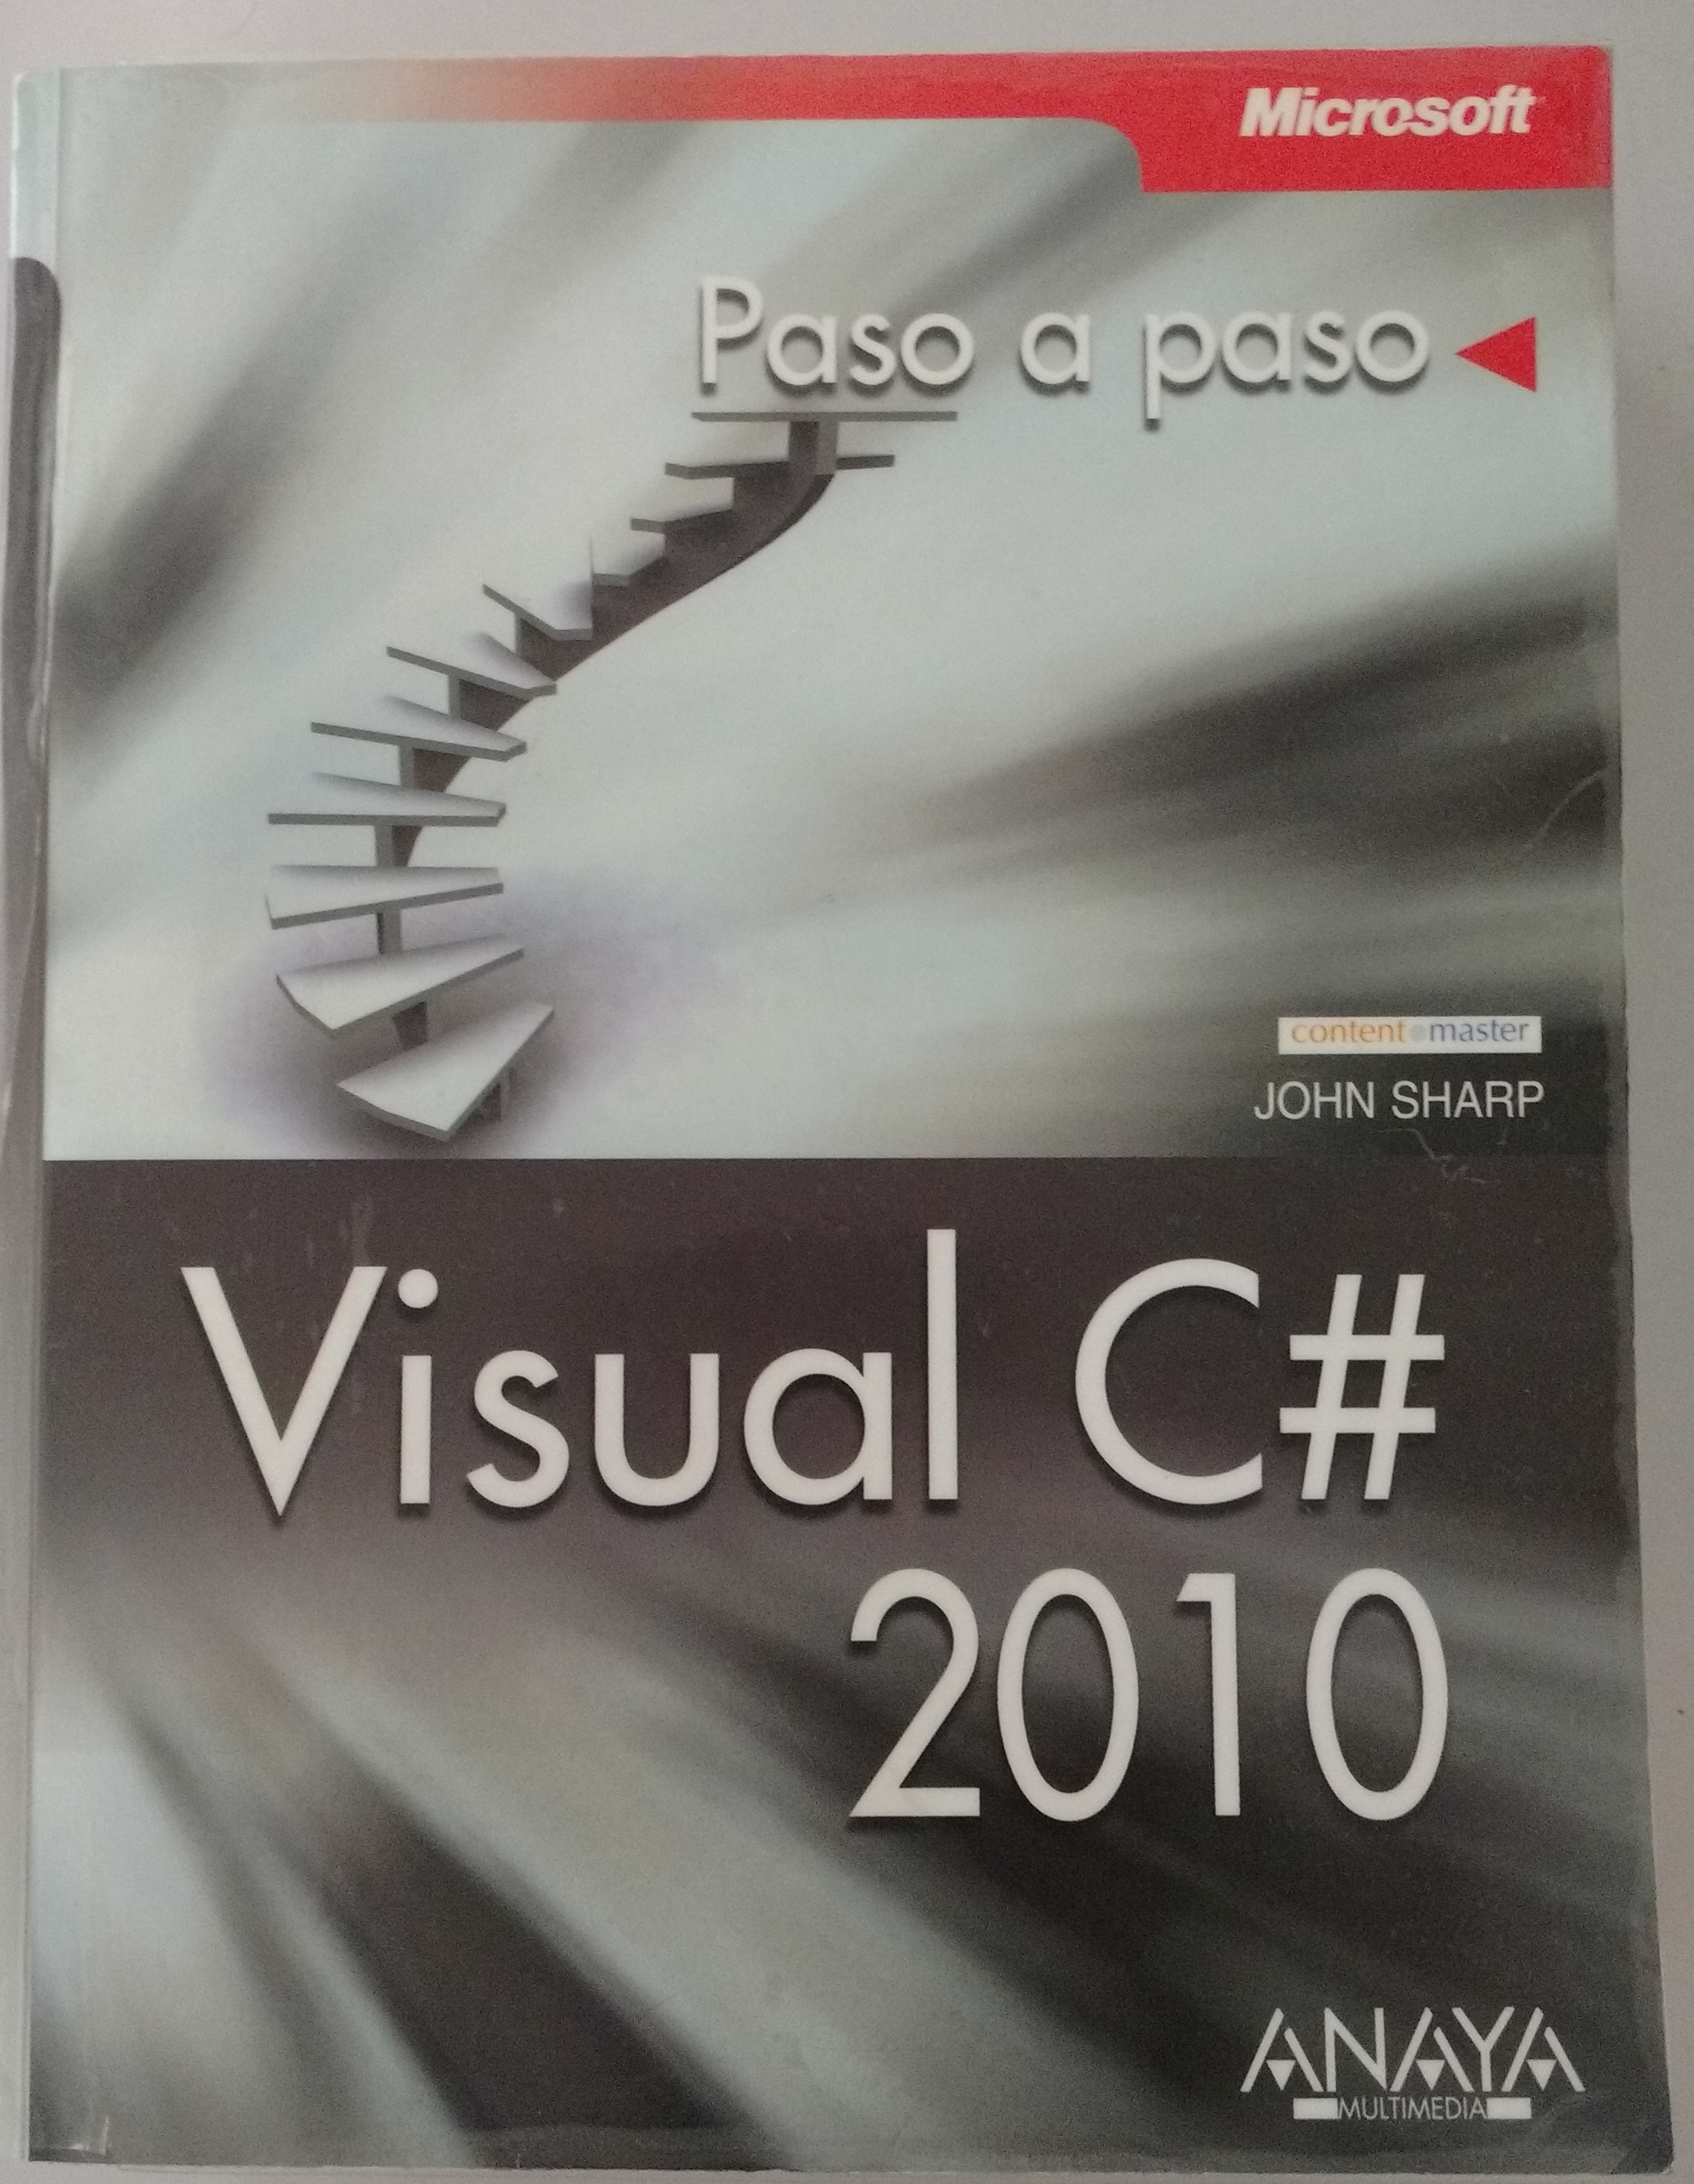 Microsoft
Paso a paso
content master
JOHN SHARP
Visual C#
2010
ANAYA
MULTIMEDIA